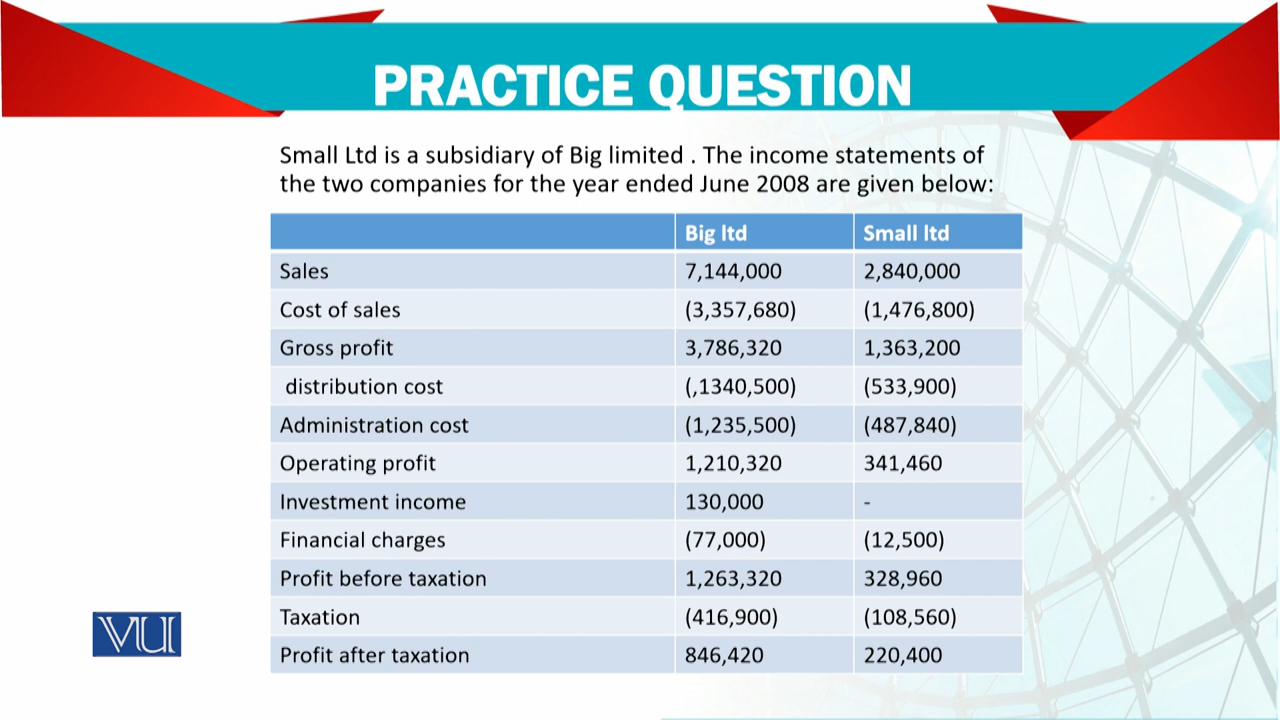 PRACTICE QUESTION
Small Ltd is a subsidiary of Big limited . The income statements of
the two companies for the year ended June 2008 are given below:
Big ltd Small ltd
Sales 7,144,000 2,840,000
Cost of sales (3,357,680) (1,476,800)
Gross profit 3,786,320 1,363,200
distribution cost (,1340,500) (533,900)
Administration cost (1,235,500) (487,840)
Operating profit 1,210,320 341,460
Investment income 130,000 -
Financial charges (77,000) (12,500)
Profit before taxation 1,263,320 328,960
Taxation (416,900) (108,560)
Profit after taxation 846,420 220,400
VU